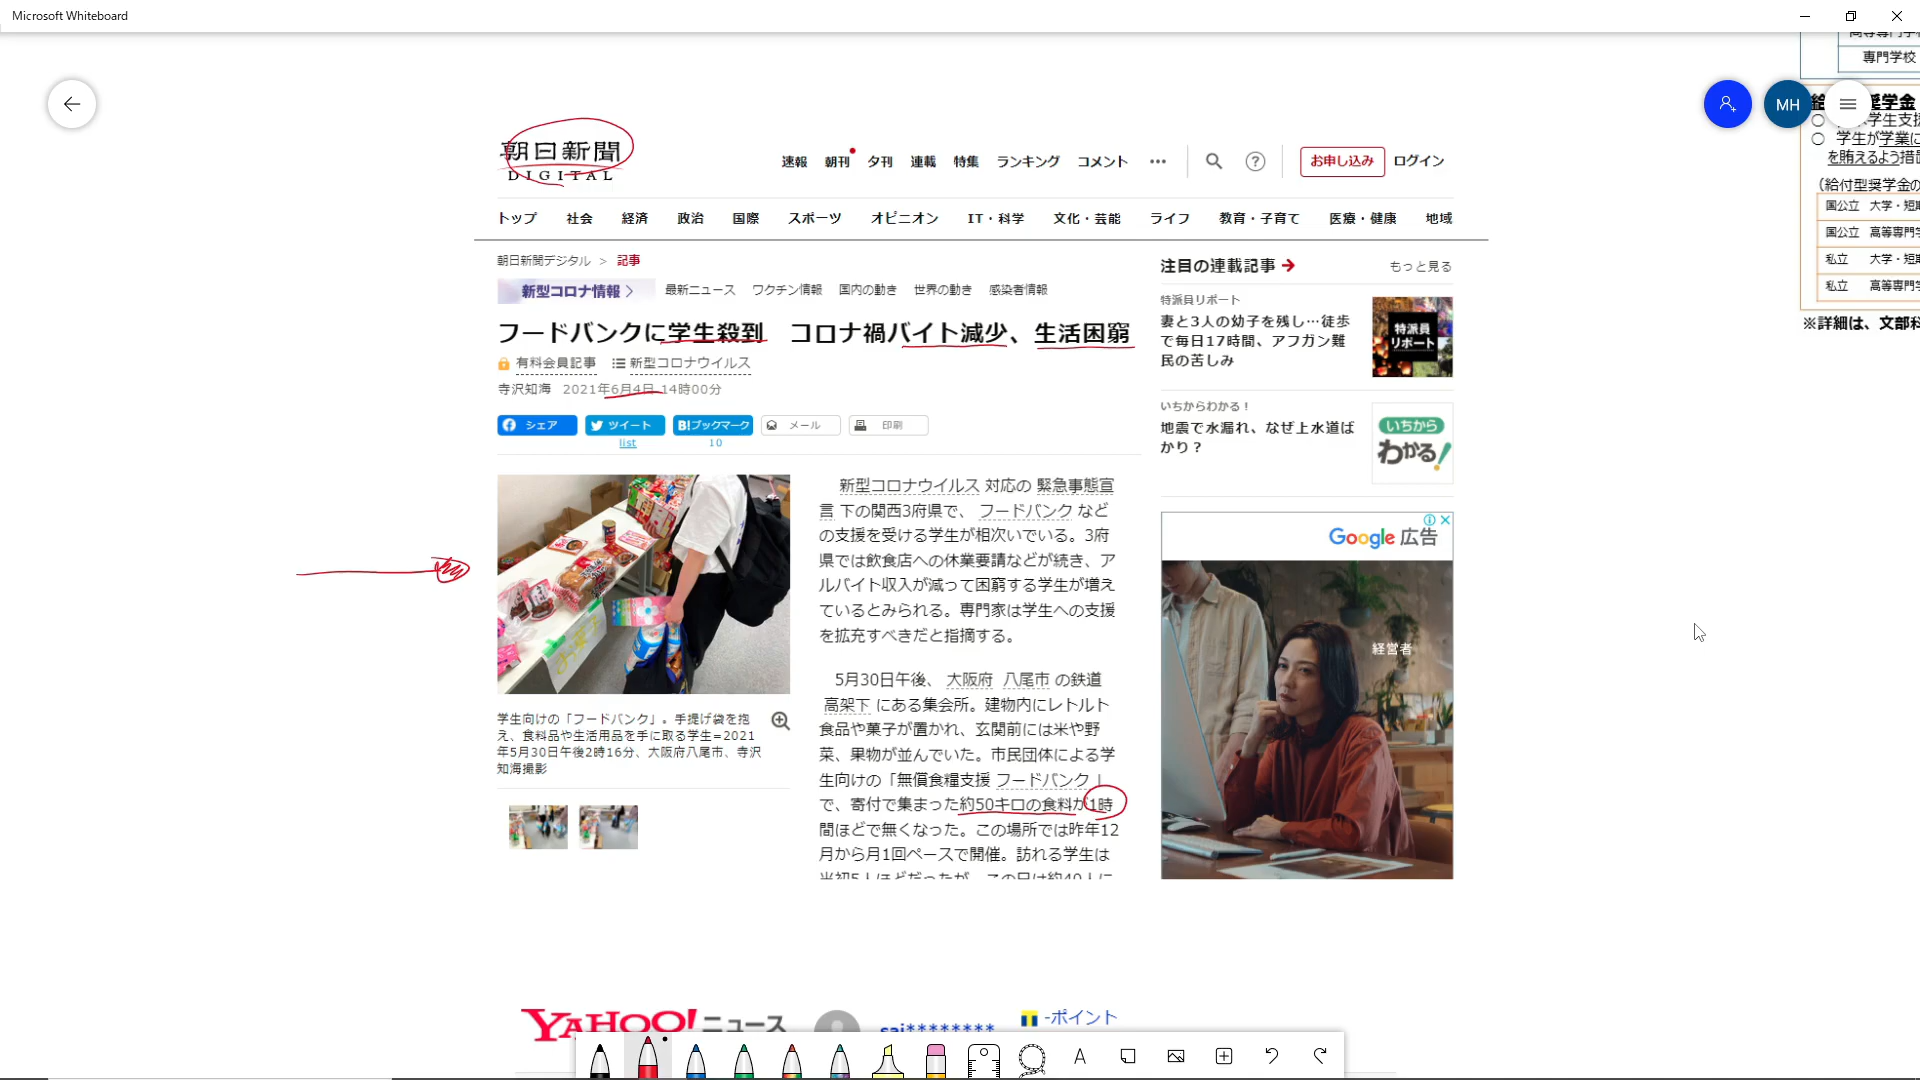 Microsoft Whiteboard
専門学校
MH
奨学金
学生支援
○ 学生が学業に
を賄えるよう措置
（給付型奨学金の
国公立 大学・短期
国公立 高等専門学
私立 大学・短期
私立 高等専門学
※詳細は、文部科
朝日新聞
DIGITAL
速報 朝刊 夕刊 連載 特集 ランキング コメント ••• ? お申し込み ログイン
トップ 社会 経済 政治 国際 スポーツ オピニオン IT・科学 文化・芸能 ライフ 教育・子育て 医療・健康 地域
朝日新聞デジタル > 記事
新型コロナ情報 > 最新ニュース ワクチン情報 国内の動き 世界の動き 感染者情報
フードバンクに学生殺到 コロナ禍バイト減少、生活困窮
有料会員記事 新型コロナウイルス
寺沢知海 2021年6月4日 14時00分
シェア ツイート B!ブックマーク メール 印刷
list 10
新型コロナウイルス 対応の 緊急事態宣
言 下の関西3府県で、 フードバンク など
の支援を受ける学生が相次いでいる。3府
県では飲食店への休業要請などが続き、ア
ルバイト収入が減って困窮する学生が増え
ているとみられる。専門家は学生への支援
を拡充すべきだと指摘する。
5月30日午後、 大阪府 八尾市 の鉄道
高架下 にある集会所。建物内にレトルト
食品や菓子が置かれ、玄関前には米や野
菜、果物が並んでいた。市民団体による学
生向けの「無償食糧支援 フードバンク 」
で、寄付で集まった約50キロの食料が1時
間ほどで無くなった。この場所では昨年12
月から月1回ペースで開催。訪れる学生は
当初5人ほどだったが、この日は約40人に
学生向けの「フードバンク」。手提げ袋を抱
え、食料品や生活用品を手に取る学生=2021
年5月30日午後2時16分、大阪府八尾市、寺沢
知海撮影
注目の連載記事 もっと見る
特派員リポート
妻と3人の幼子を残し…徒歩
で毎日17時間、アフガン難
民の苦しみ
特派員
リポート
いちからわかる！
地震で水漏れ、なぜ上水道ば
かり？
いちから
わかる!
Google 広告
経営者
YAHOO! ニュース sai******** -ポイント
A